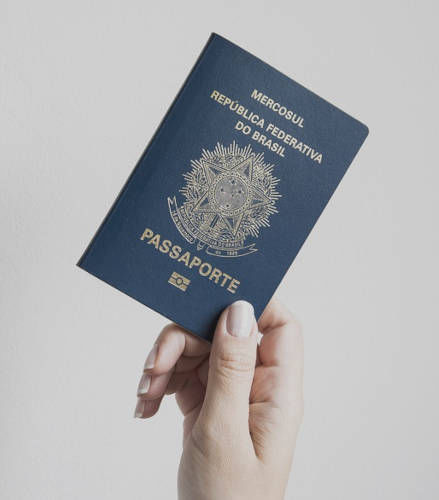 MERCOSUL
REPÚBLICA FEDERATIVA
DO BRASIL
PASSAPORTE